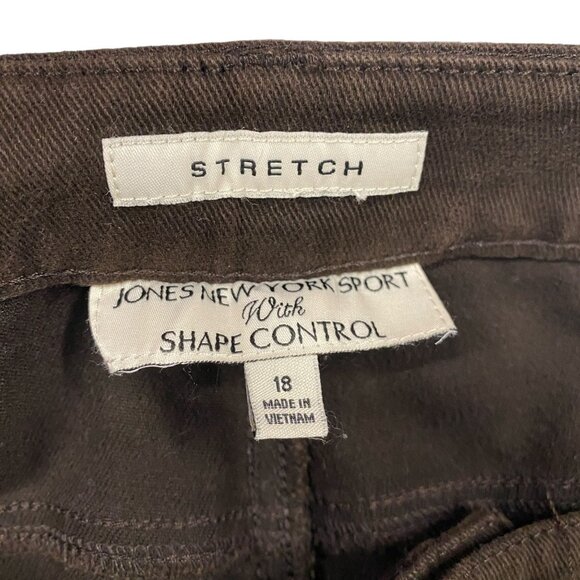 STRETCH
JONES NEW YORK SPORT
With
SHAPE CONTROL
18
MADE IN
VIETNAM